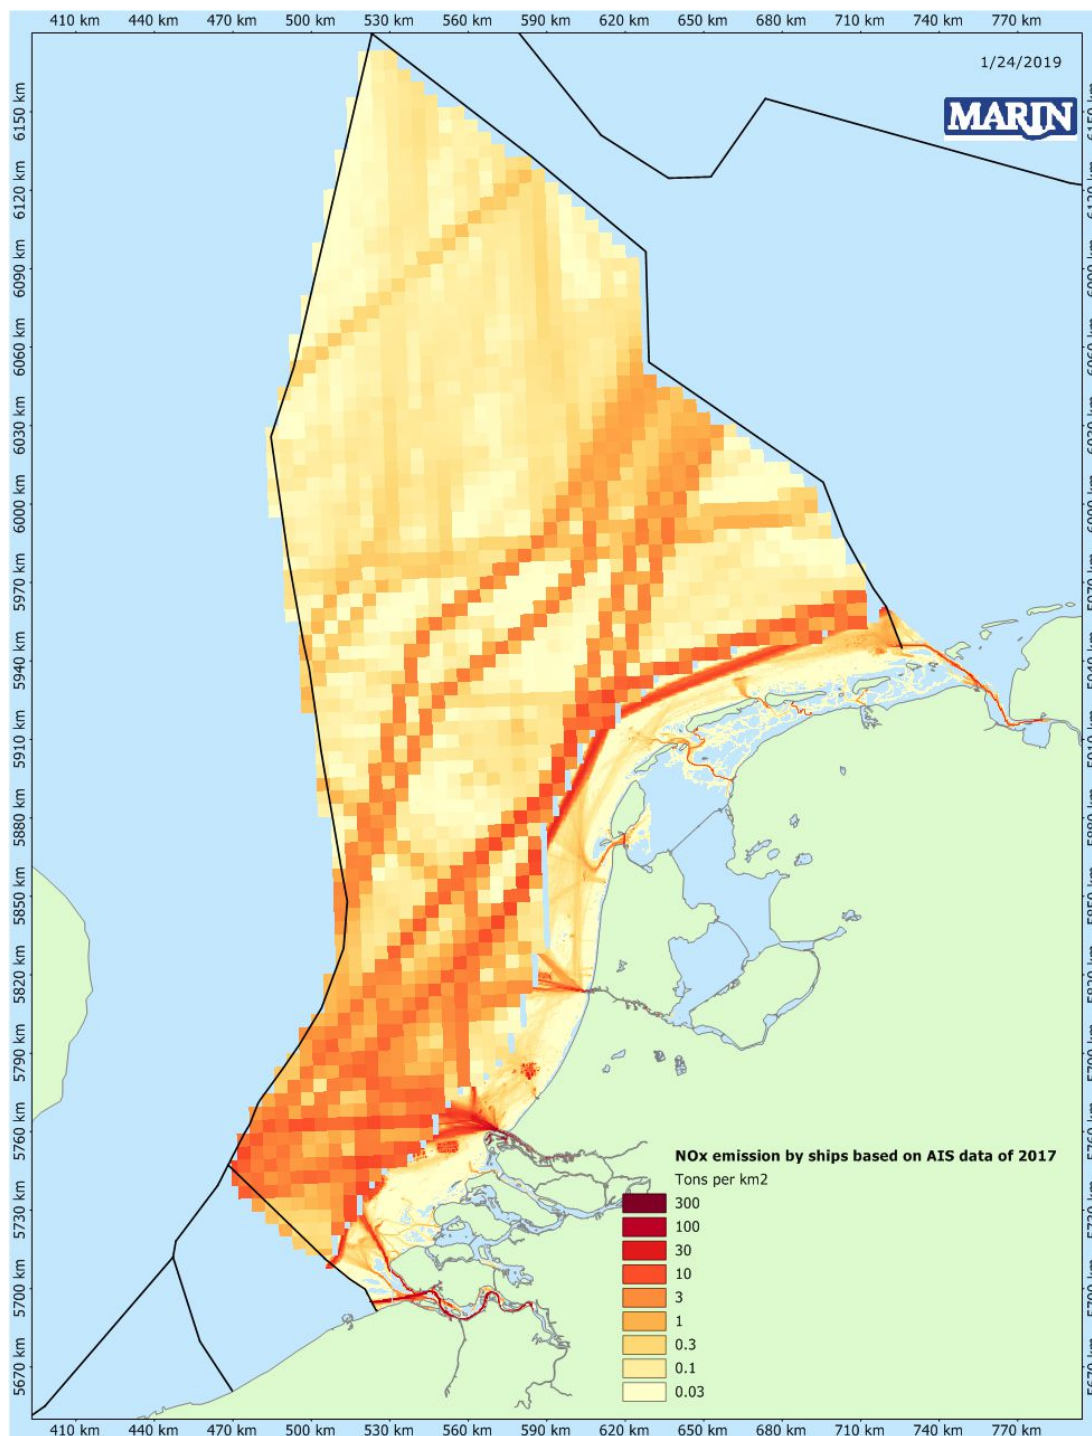 410 km 440 km 470 km 500 km 530 km 560 km 590 km 620 km 650 km 680 km 710 km 740 km 770 km
1/24/2019
MARIN
6150 km
6120 km
6090 km
6060 km
6030 km
6000 km
5970 km
5940 km
5910 km
5880 km
5850 km
5820 km
5790 km
5760 km
5730 km
5700 km
5670 km
NOx emission by ships based on AIS data of 2017
Tons per km2
300
100
30
10
3
1
0.3
0.1
0.03
410 km 440 km 470 km 500 km 530 km 560 km 590 km 620 km 650 km 680 km 710 km 740 km 770 km